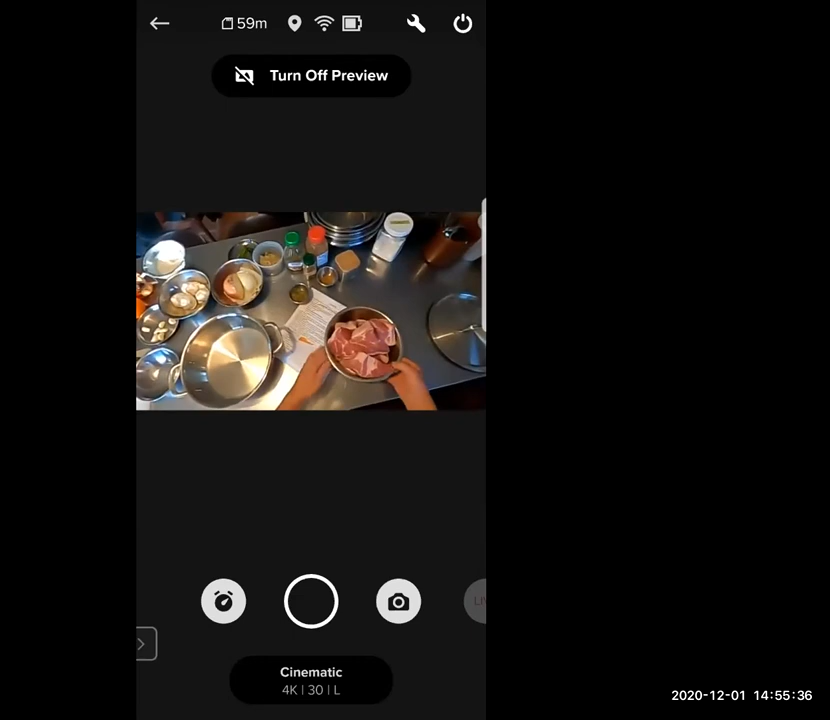 59m
Turn Off Preview
Cinematic
4K | 30 | L
2020-12-01 14:55:36